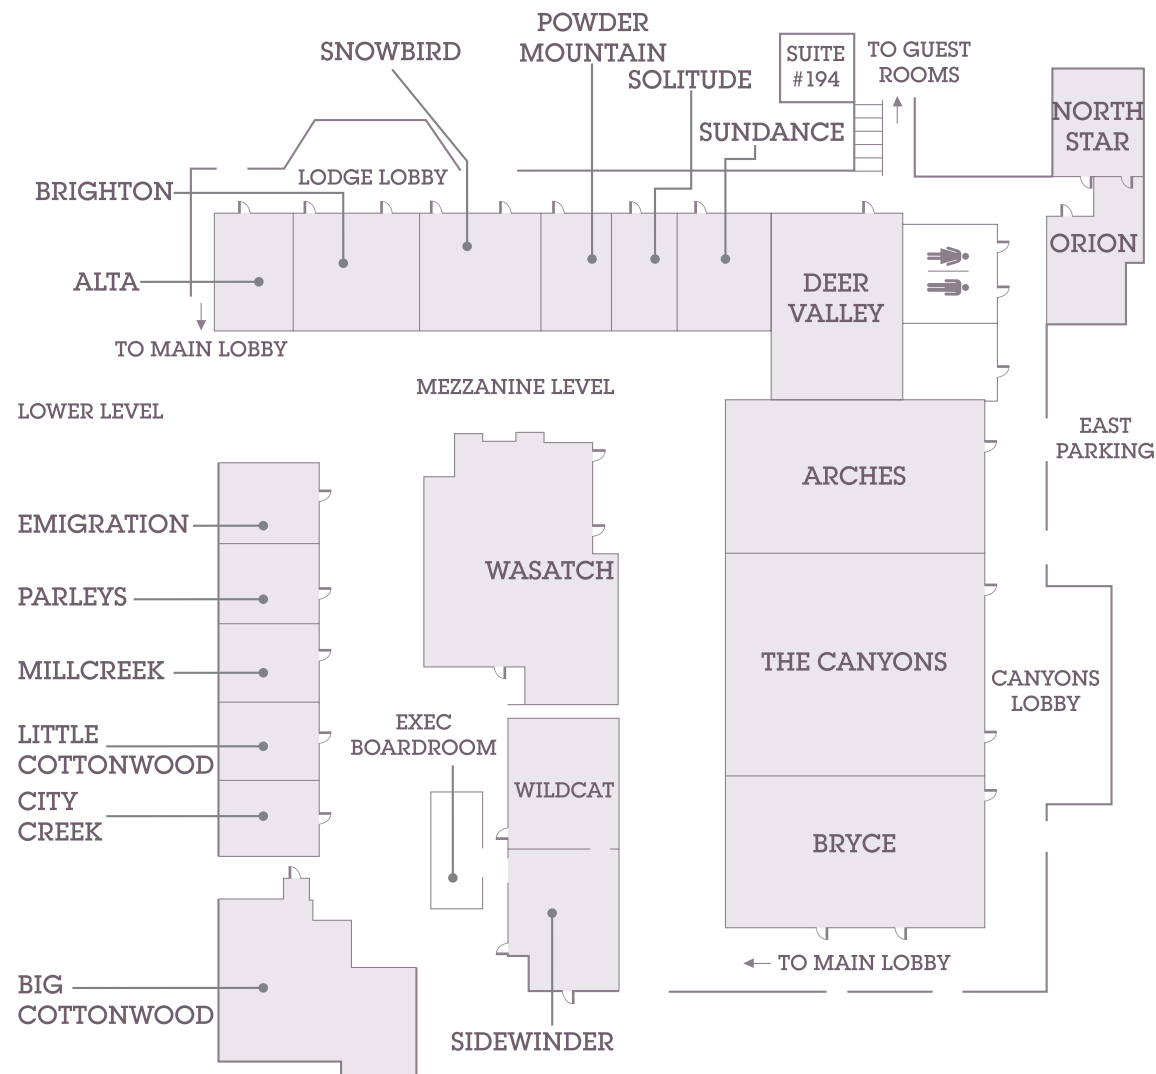 POWDER
MOUNTAIN
SNOWBIRD
SOLITUDE
SUITE
#194
TO GUEST
ROOMS
SUNDANCE
NORTH
STAR
LODGE LOBBY
BRIGHTON
ALTA
ORION
DEER
VALLEY
TO MAIN LOBBY
MEZZANINE LEVEL
LOWER LEVEL
EAST
PARKING
ARCHES
EMIGRATION
WASATCH
PARLEYS
MILLCREEK
THE CANYONS
CANYONS
LOBBY
LITTLE
COTTONWOOD
EXEC
BOARDROOM
WILDCAT
CITY
CREEK
BRYCE
TO MAIN LOBBY
BIG
COTTONWOOD
SIDEWINDER